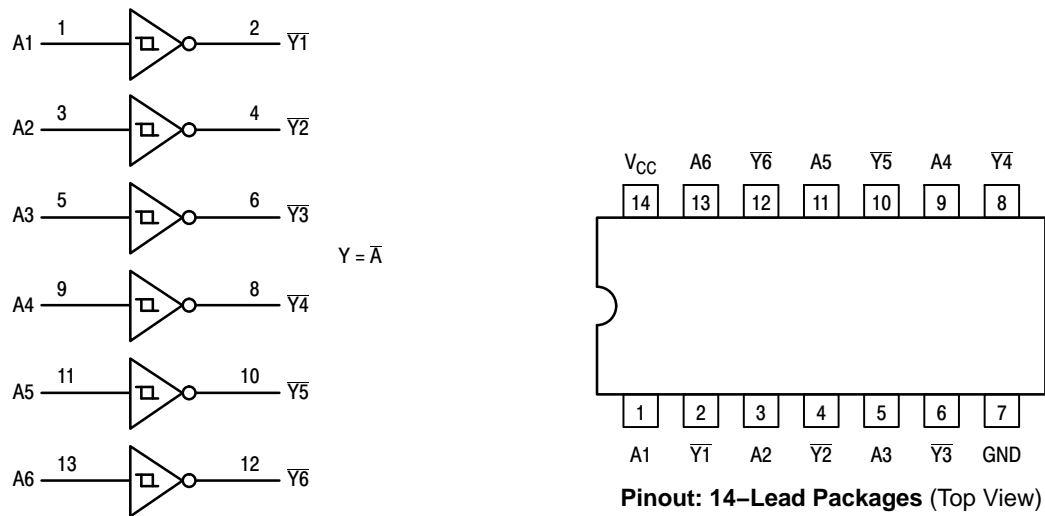 A1 1 2 Y1̅
A2 3 4 Y2̅
A3 5 6 Y3̅
A4 9 8 Y4̅
A5 11 10 Y5̅
A6 13 12 Y6̅
Y = A̅
VCC A6 Y6̅ A5 Y5̅ A4 Y4̅
14 13 12 11 10 9 8
1 2 3 4 5 6 7
A1 Y1̅ A2 Y2̅ A3 Y3̅ GND
Pinout: 14–Lead Packages (Top View)